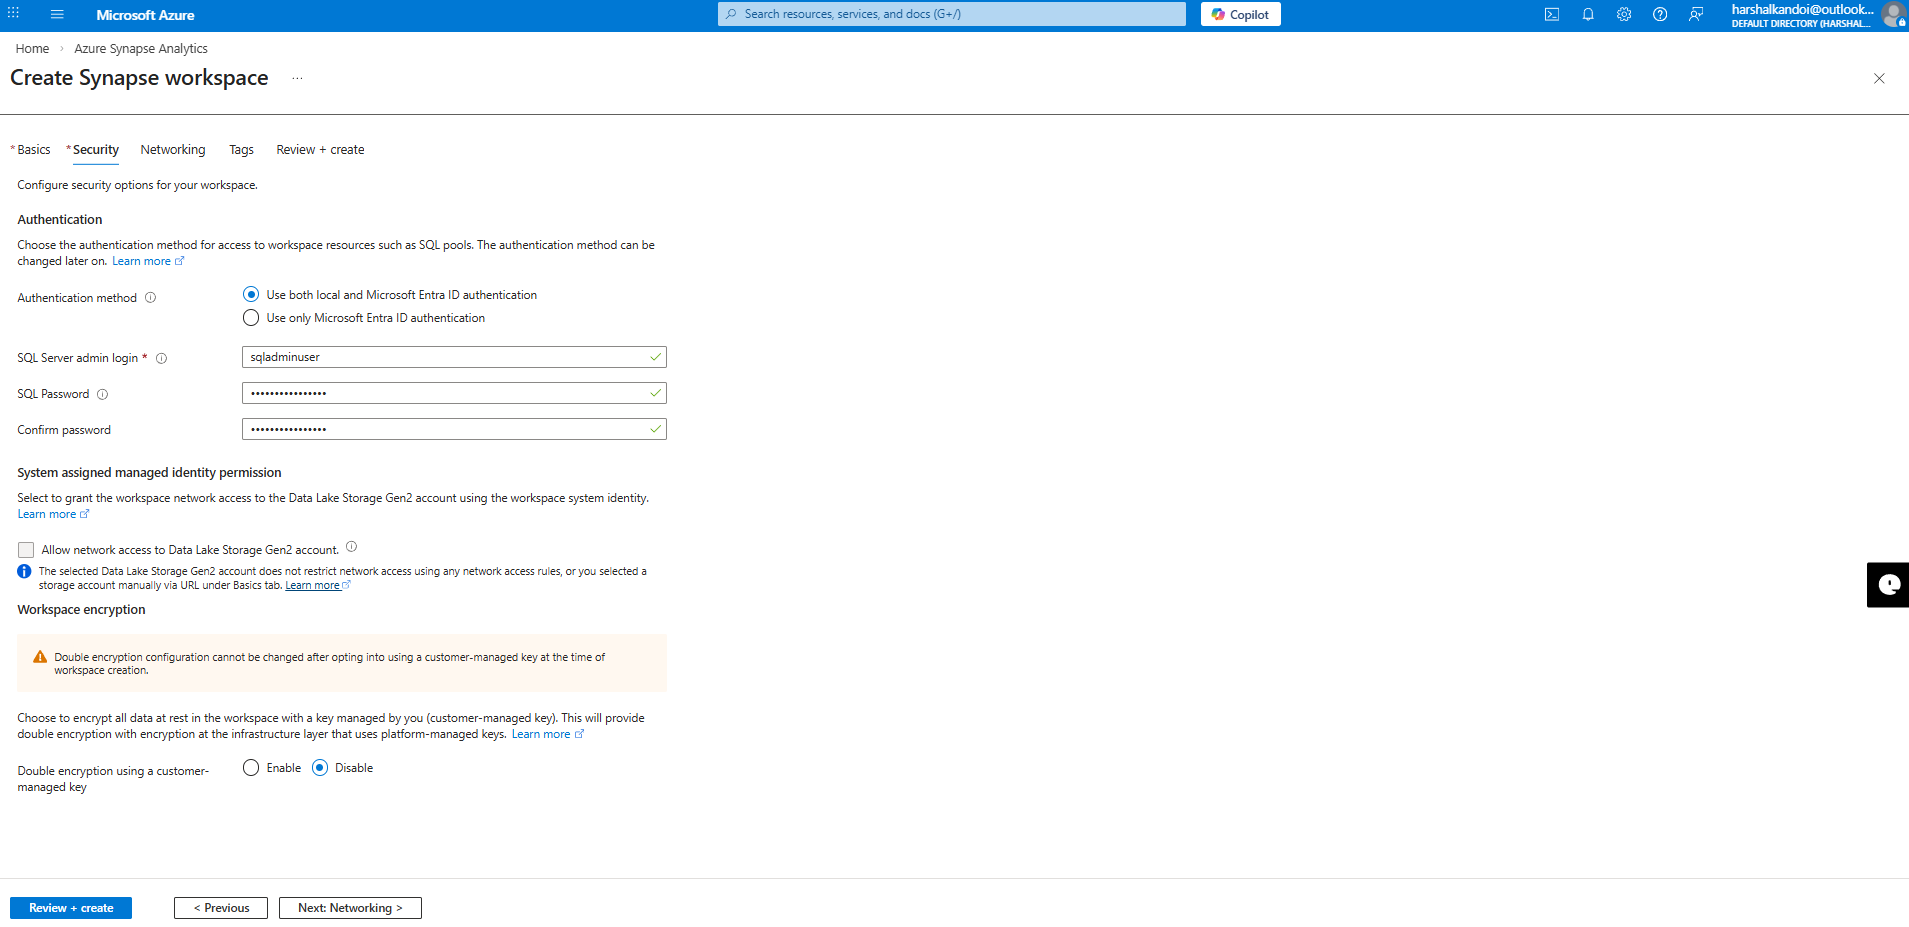 Microsoft Azure
Search resources, services, and docs (G+/)
Copilot
harshalkandoi@outlook...
DEFAULT DIRECTORY (HARSHAL...
Home > Azure Synapse Analytics
Create Synapse workspace ...
* Basics * Security Networking Tags Review + create
Configure security options for your workspace.
Authentication
Choose the authentication method for access to workspace resources such as SQL pools. The authentication method can be
changed later on. Learn more
Authentication method
Use both local and Microsoft Entra ID authentication
Use only Microsoft Entra ID authentication
SQL Server admin login *
sqladminuser
SQL Password
••••••••••••••••
Confirm password
••••••••••••••••
System assigned managed identity permission
Select to grant the workspace network access to the Data Lake Storage Gen2 account using the workspace system identity.
Learn more
Allow network access to Data Lake Storage Gen2 account.
The selected Data Lake Storage Gen2 account does not restrict network access using any network access rules, or you selected a
storage account manually via URL under Basics tab. Learn more
Workspace encryption
Double encryption configuration cannot be changed after opting into using a customer-managed key at the time of
workspace creation.
Choose to encrypt all data at rest in the workspace with a key managed by you (customer-managed key). This will provide
double encryption with encryption at the infrastructure layer that uses platform-managed keys. Learn more
Double encryption using a customer-
managed key
Enable Disable
Review + create < Previous Next: Networking >